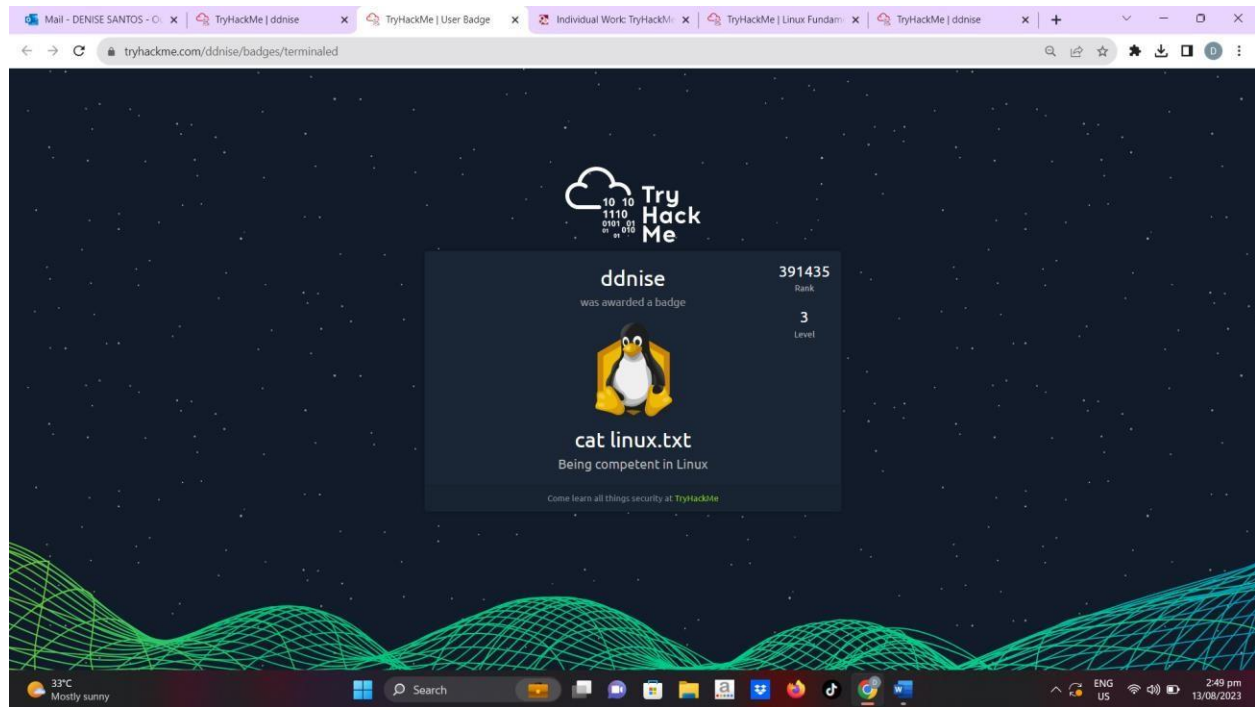 Mail - DENISE SANTOS - O
TryHackMe | ddnise
TryHackMe | User Badge
Individual Work: TryHackMe
TryHackMe | Linux Fundam
TryHackMe | ddnise
tryhackme.com/ddnise/badges/terminaled
D
10 10
1110
0101 01
01 010
01
Try
Hack
Me
ddnise
was awarded a badge
391435
Rank
3
Level
cat linux.txt
Being competent in Linux
Come learn all things security at TryHackMe
33°C
Mostly sunny
Search
ENG
US
2:49 pm
13/08/2023